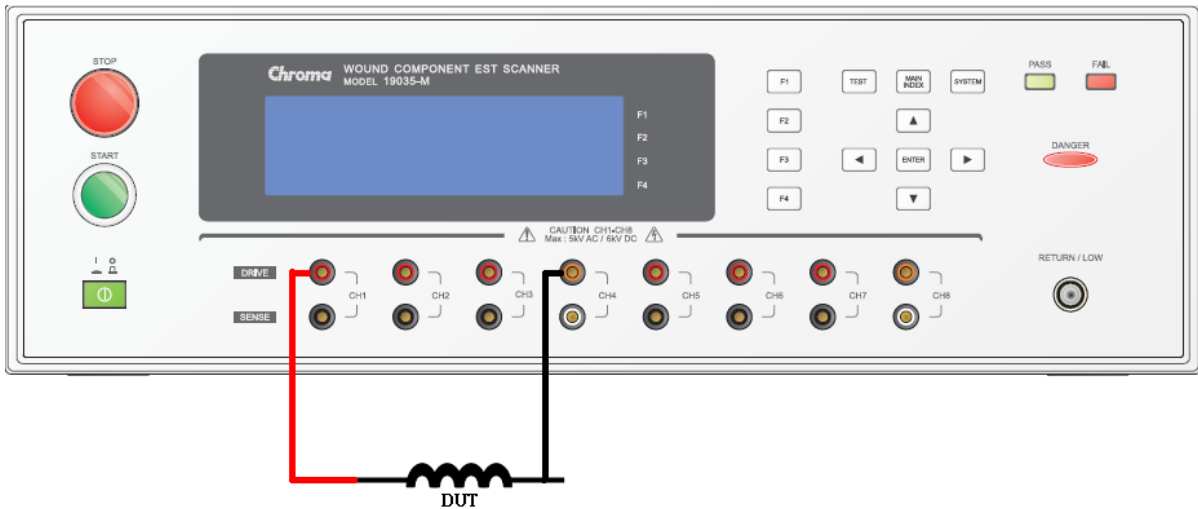 STOP
START
I O
Chroma WOUND COMPONENT EST SCANNER
MODEL 19035-M
F1
F2
F3
F4
F1
F2
F3
F4
TEST
MAIN
INDEX
SYSTEM
ENTER
PASS
FAIL
DANGER
CAUTION CH1-CH8
Max : 5kV AC / 6kV DC
DRIVE
SENSE
CH1
CH2
CH3
CH4
CH5
CH6
CH7
CH8
RETURN / LOW
DUT